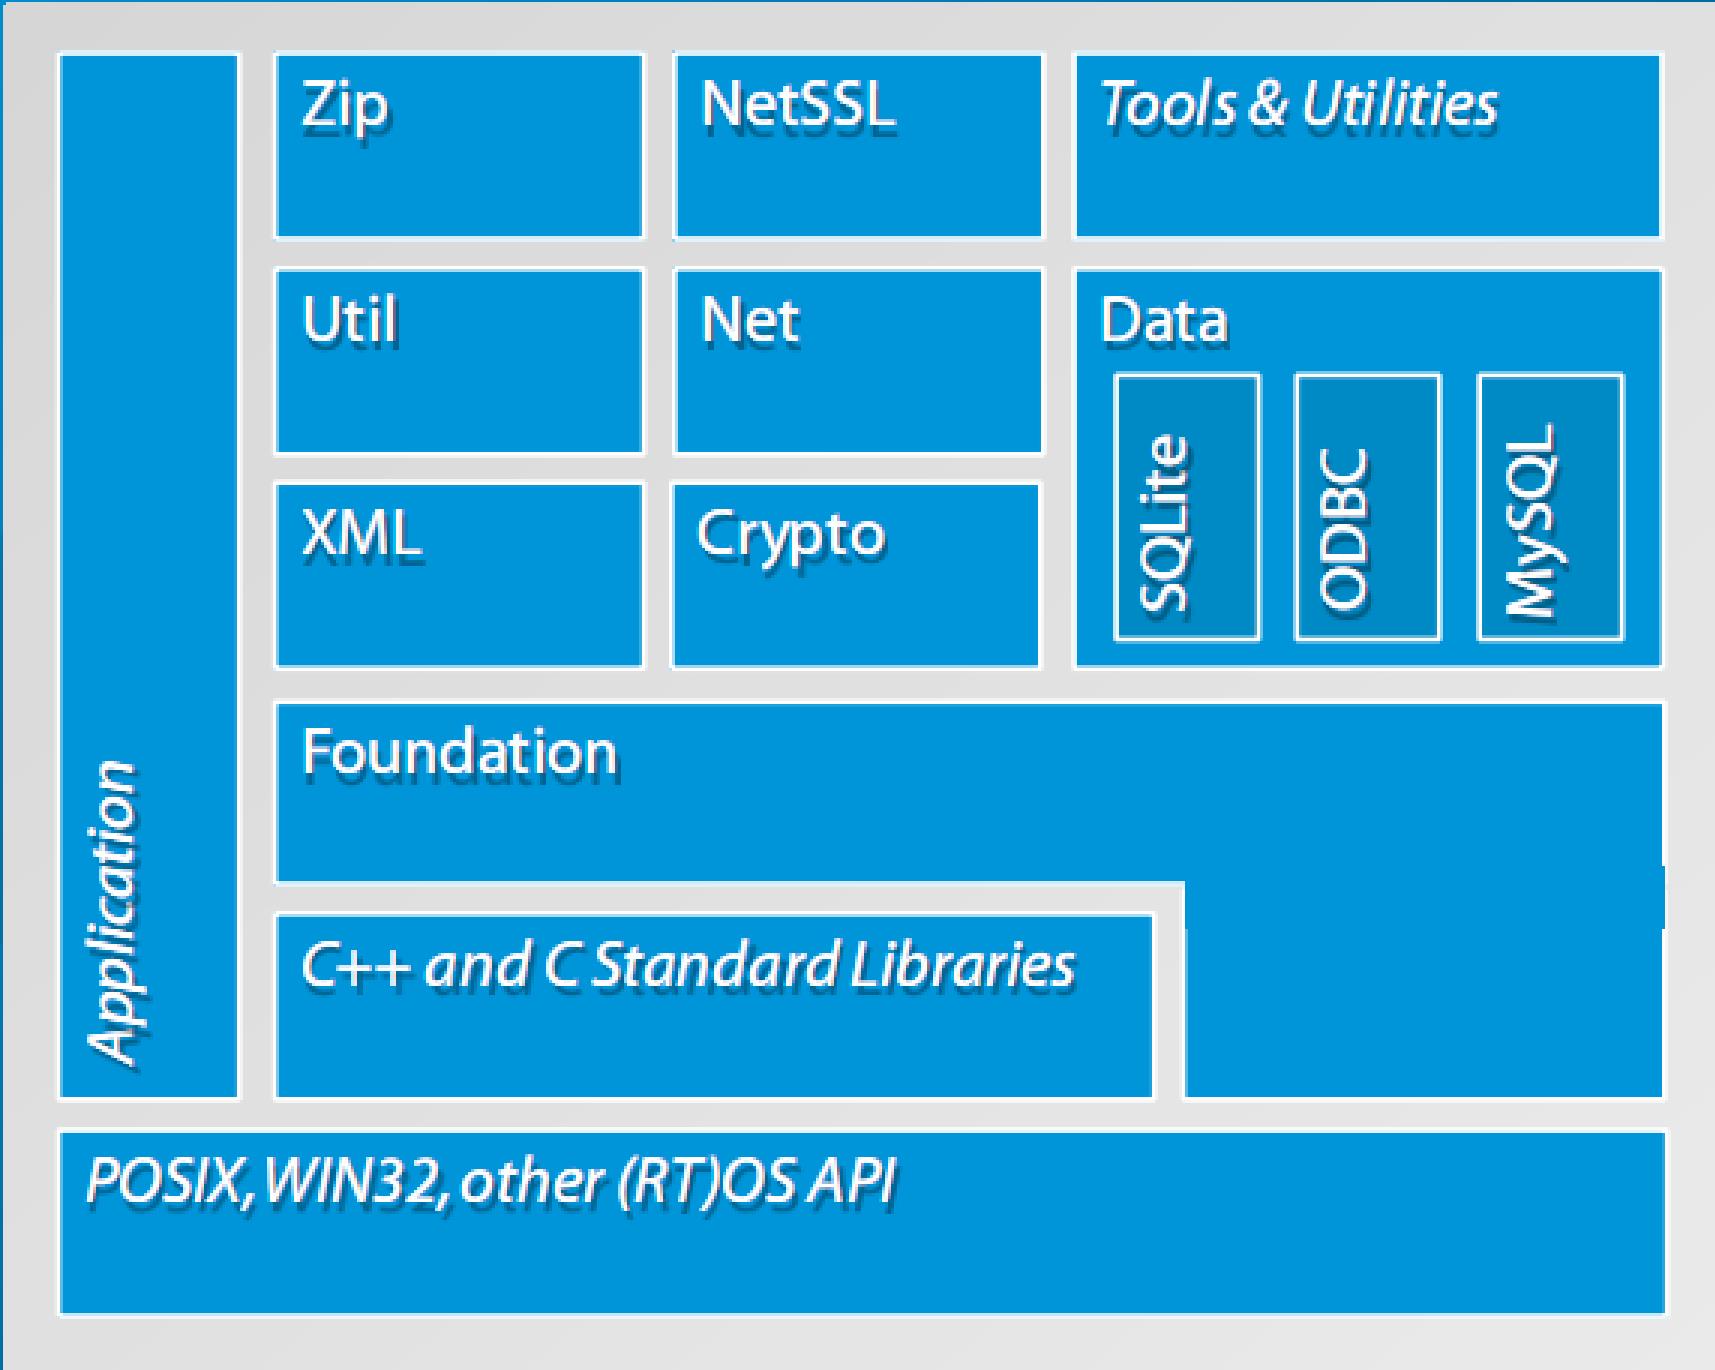 Zip
NetSSL
Tools & Utilities
Util
Net
Data
SQLite
ODBC
MySQL
XML
Crypto
Foundation
Application
C++ and C Standard Libraries
POSIX, WIN32, other (RT)OS API